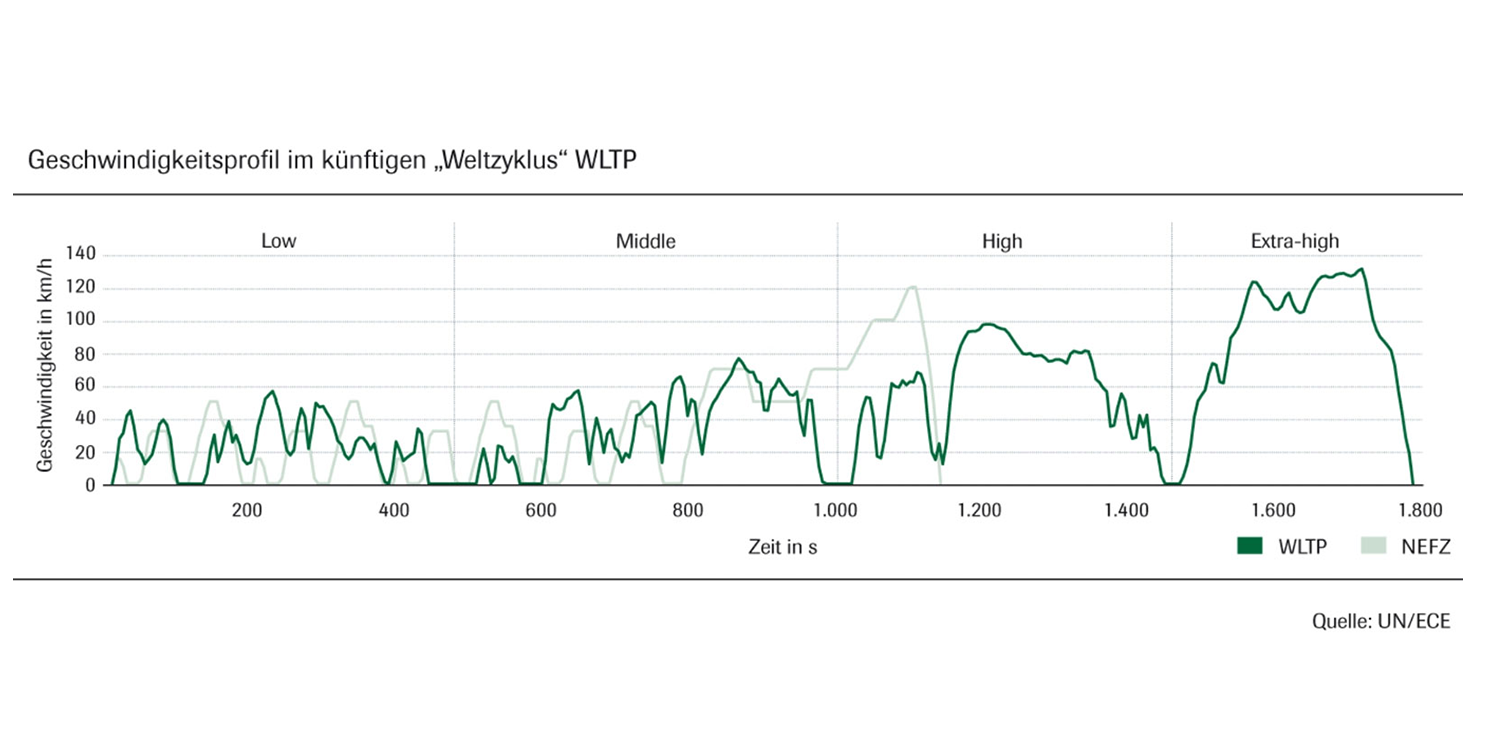 Geschwindigkeitsprofil im künftigen „Weltzyklus“ WLTP
Low Middle High Extra-high
Geschwindigkeit in km/h
140
120
100
80
60
40
20
0
200 400 600 800 1.000 1.200 1.400 1.600 1.800
Zeit in s
WLTP NEFZ
Quelle: UN/ECE